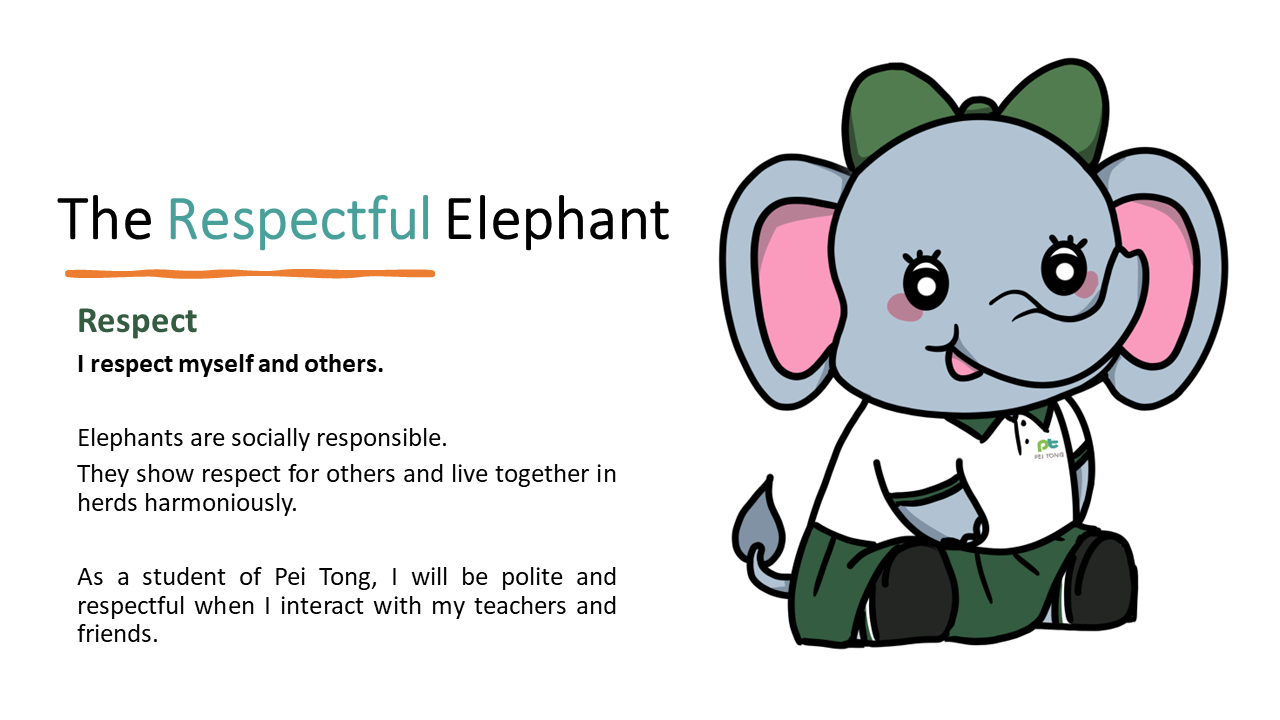 The Respectful Elephant
Respect
I respect myself and others.
Elephants are socially responsible.
They show respect for others and live together in
herds harmoniously.
As a student of Pei Tong, I will be polite and
respectful when I interact with my teachers and
friends.
pt
PEI TONG